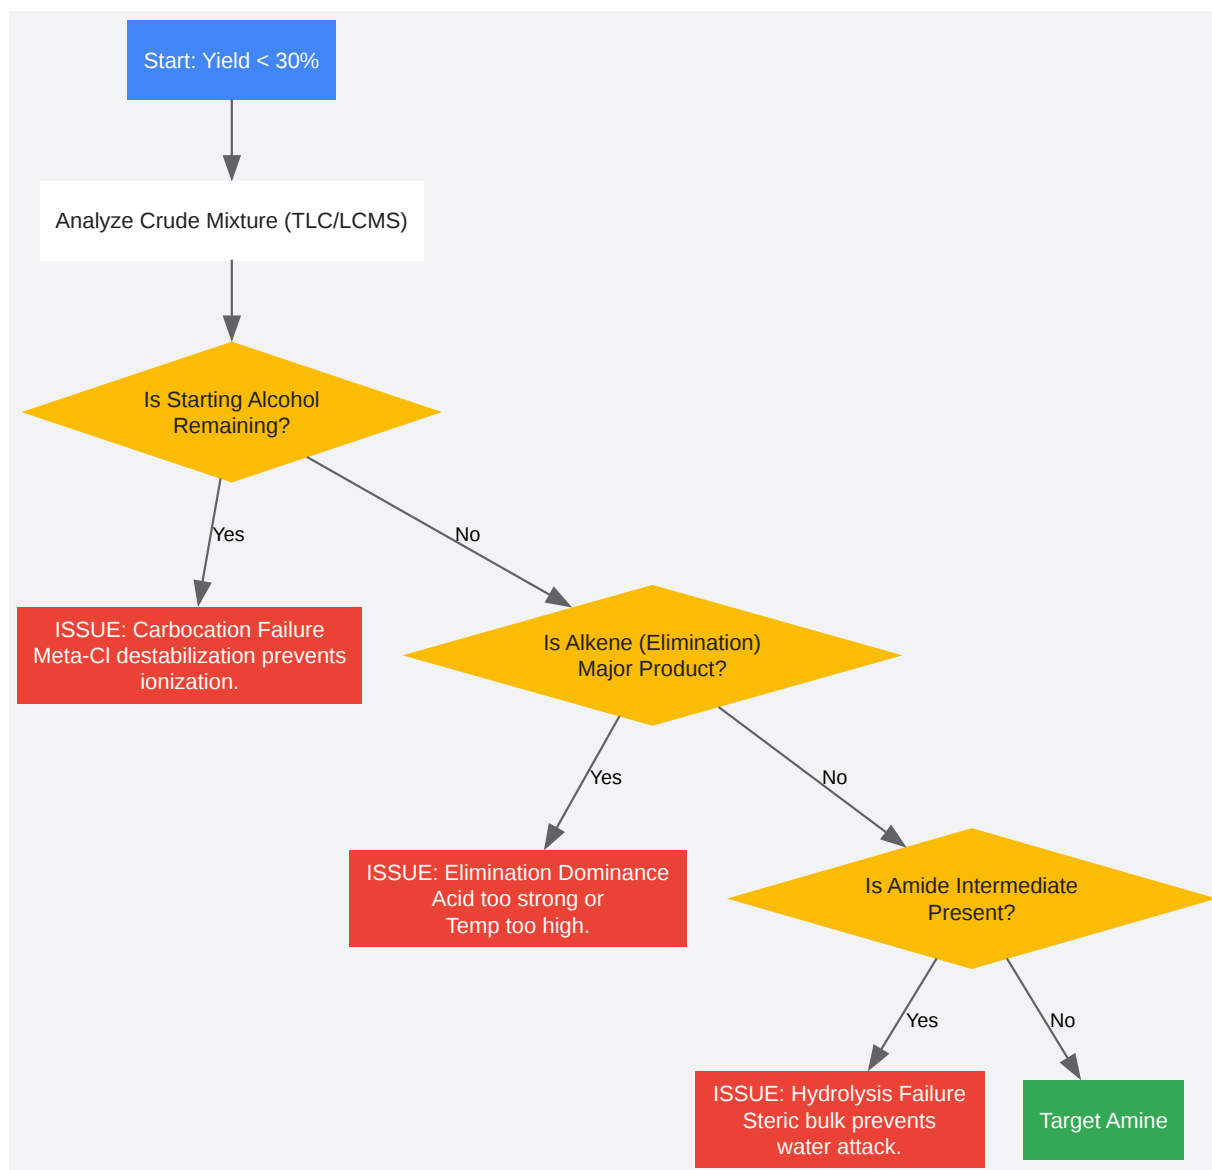 Start: Yield < 30%
Analyze Crude Mixture (TLC/LCMS)
Is Starting Alcohol
Remaining?
Yes
No
ISSUE: Carbocation Failure
Meta-Cl destabilization prevents
ionization.
Is Alkene (Elimination)
Major Product?
Yes
No
ISSUE: Elimination Dominance
Acid too strong or
Temp too high.
Is Amide Intermediate
Present?
Yes
No
ISSUE: Hydrolysis Failure
Steric bulk prevents
water attack.
Target Amine